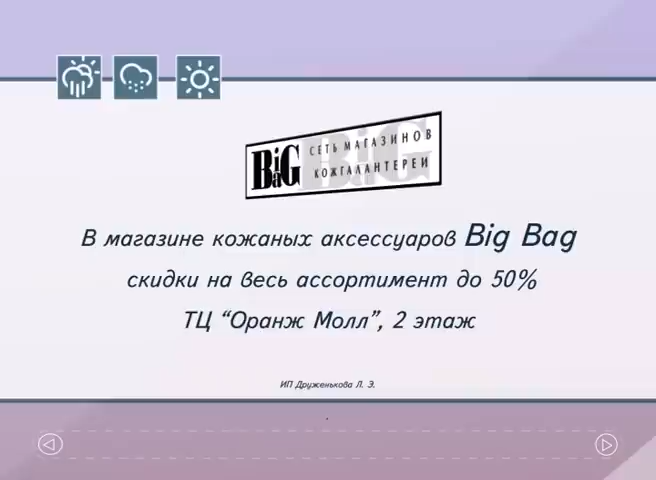 BiG BaG
СЕТЬ МАГАЗИНОВ
КОЖГАЛАНТЕРЕИ
В магазине кожаных аксессуаров Big Bag
скидки на весь ассортимент до 50%
ТЦ “Оранж Молл”, 2 этаж
ИП Друженькова Л. Э.